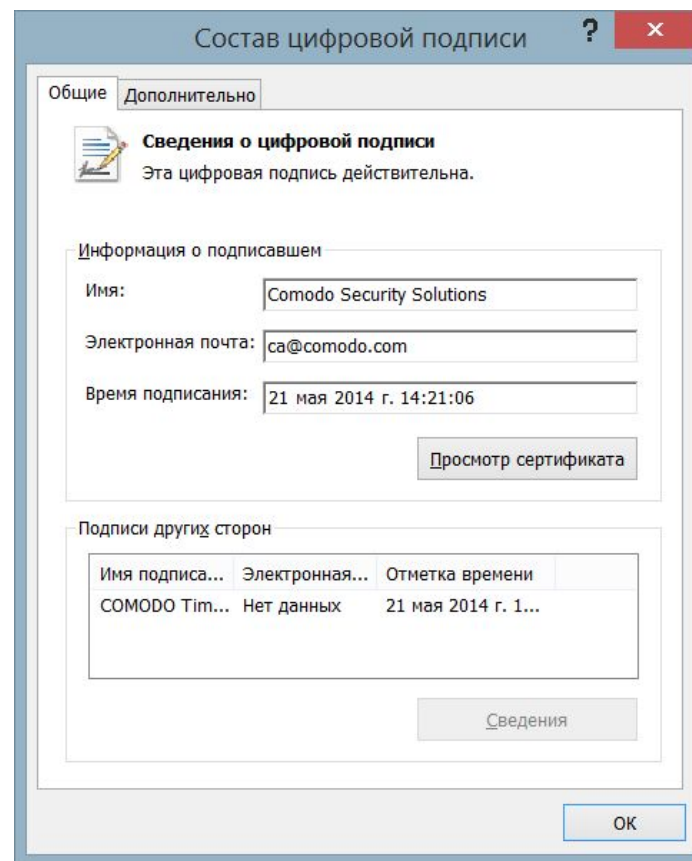 Состав цифровой подписи ? ×
Общие Дополнительно
Сведения о цифровой подписи
Эта цифровая подпись действительна.
Информация о подписавшем
Имя: Comodo Security Solutions
Электронная почта: ca@comodo.com
Время подписания: 21 мая 2014 г. 14:21:06
Просмотр сертификата
Подписи других сторон
Имя подписа... Электронная... Отметка времени
COMODO Tim... Нет данных 21 мая 2014 г. 1...
Сведения
ОК